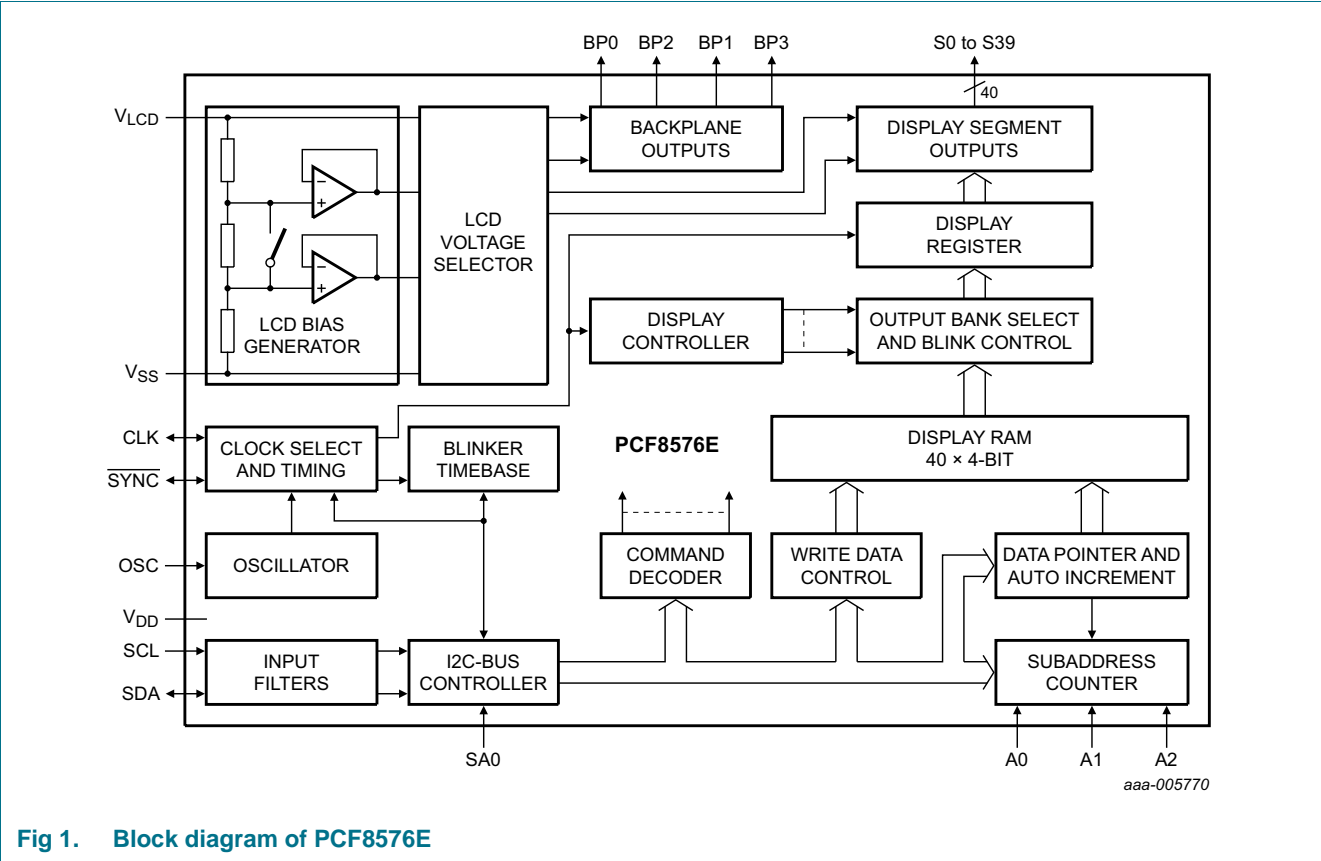 BP0 BP2 BP1 BP3 S0 to S39
40
VLCD
BACKPLANE
OUTPUTS
DISPLAY SEGMENT
OUTPUTS
LCD
VOLTAGE
SELECTOR
DISPLAY
REGISTER
LCD BIAS
GENERATOR
DISPLAY
CONTROLLER
OUTPUT BANK SELECT
AND BLINK CONTROL
VSS
CLK
SYNC
CLOCK SELECT
AND TIMING
BLINKER
TIMEBASE
PCF8576E
DISPLAY RAM
40 × 4-BIT
OSC
OSCILLATOR
COMMAND
DECODER
WRITE DATA
CONTROL
DATA POINTER AND
AUTO INCREMENT
VDD
SCL
SDA
INPUT
FILTERS
I2C-BUS
CONTROLLER
SUBADDRESS
COUNTER
SA0 A0 A1 A2
aaa-005770
Fig 1. Block diagram of PCF8576E